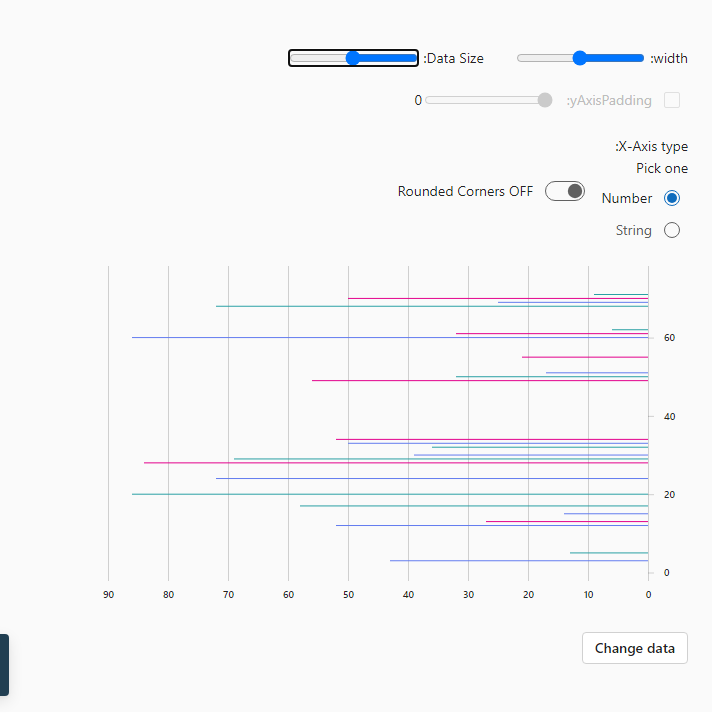 :width
:Data Size
:yAxisPadding
0
:X-Axis type
Pick one
Number
Rounded Corners OFF
String
60
40
20
0
90 80 70 60 50 40 30 20 10 0
Change data